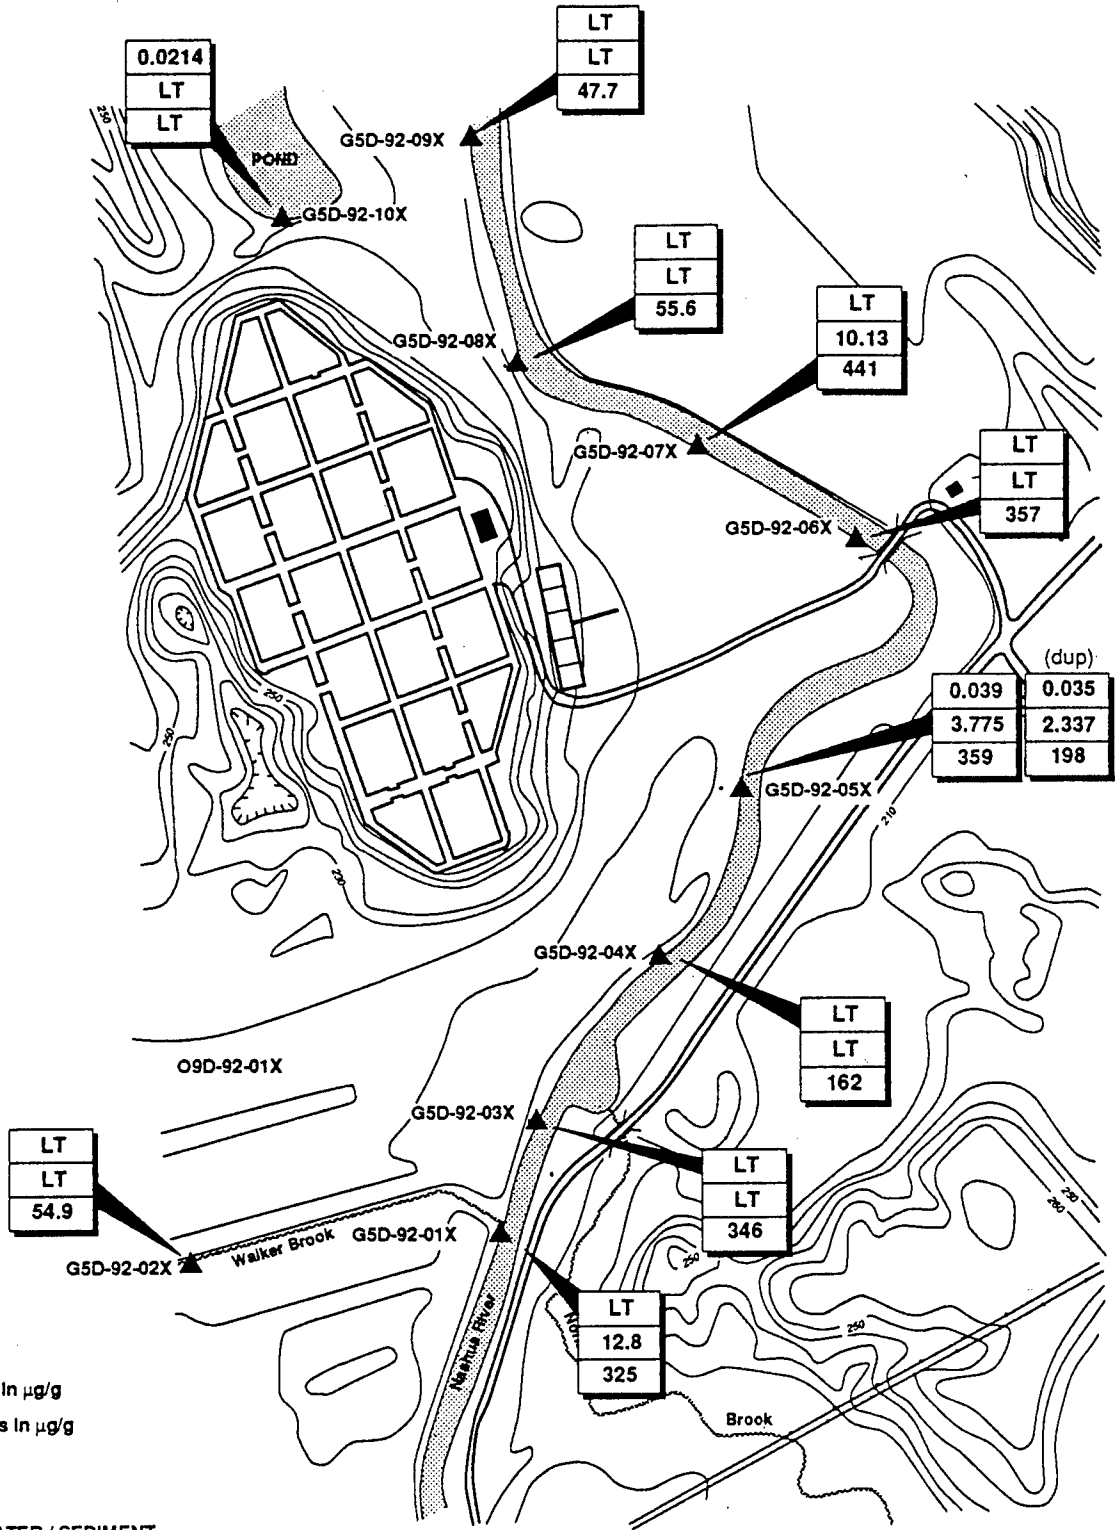 LT
LT
47.7
0.0214
LT
LT
G5D-92-09X
250
POND
G5D-92-10X
LT
LT
55.6
LT
10.13
441
G5D-92-08X
G5D-92-07X
LT
LT
357
G5D-92-06X
(dup)
0.039
3.775
359
0.035
2.337
198
250
250
G5D-92-05X
210
230
G5D-92-04X
LT
LT
162
O9D-92-01X
G5D-92-03X
LT
LT
54.9
LT
LT
346
250
260
Walker Brook
G5D-92-01X
G5D-92-02X
250
LT
12.8
325
Nashua River
250
In µg/g
s In µg/g
Brook